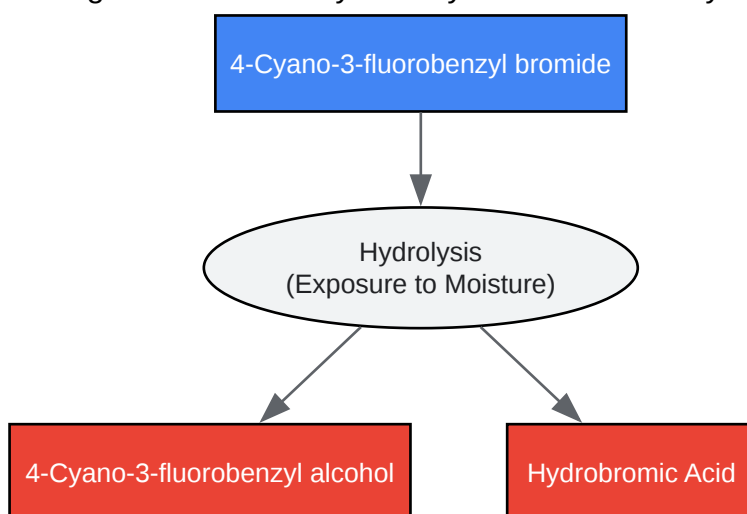 4-Cyano-3-fluorobenzyl bromide
Hydrolysis
(Exposure to Moisture)
4-Cyano-3-fluorobenzyl alcohol
Hydrobromic Acid